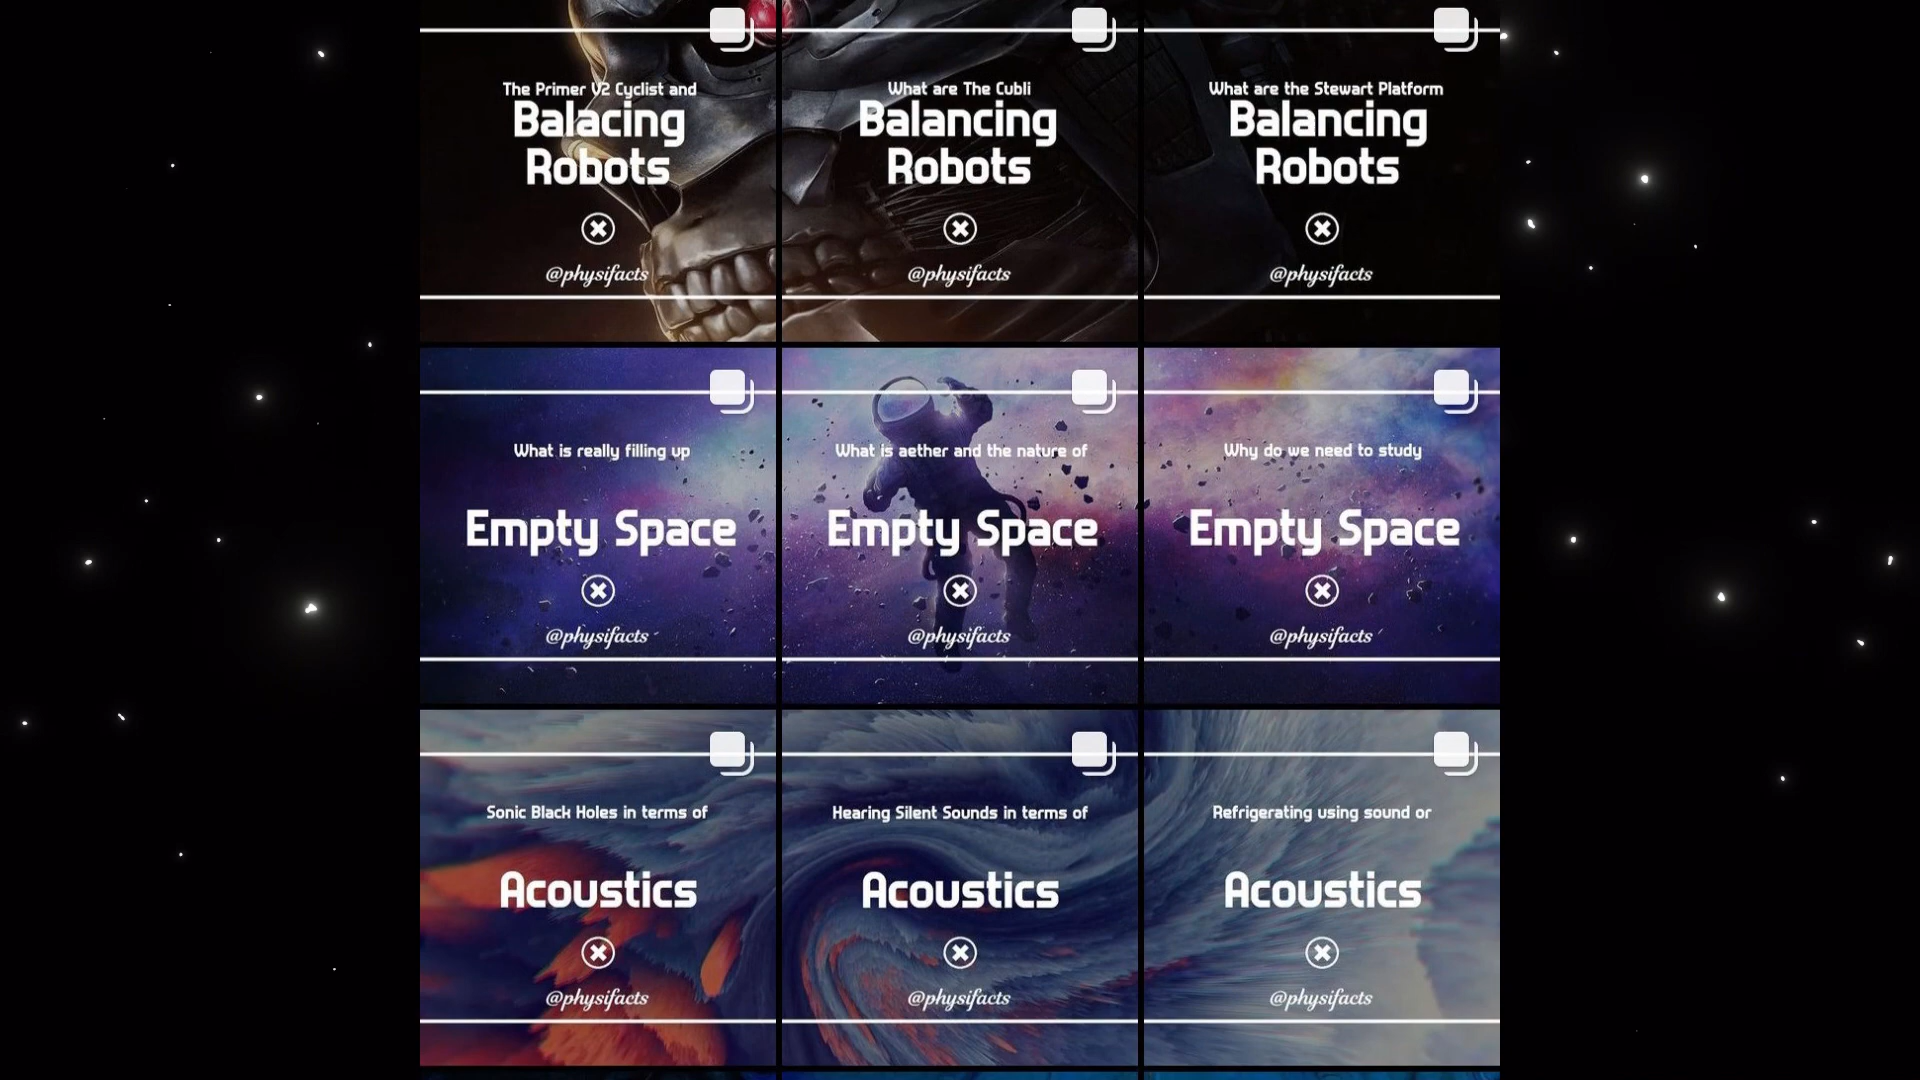 The Primer V2 Cyclist and
Balacing
Robots
@physifacts
What are The Cubli
Balancing
Robots
@physifacts
What are the Stewart Platform
Balancing
Robots
@physifacts
What is really filling up
Empty Space
@physifacts
What is aether and the nature of
Empty Space
@physifacts
Why do we need to study
Empty Space
@physifacts
Sonic Black Holes in terms of
Acoustics
@physifacts
Hearing Silent Sounds in terms of
Acoustics
@physifacts
Refrigerating using sound or
Acoustics
@physifacts